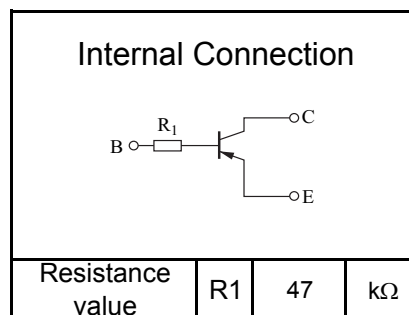 Internal Connection
C
R1
B
E
Resistance
value
R1
47
kΩ